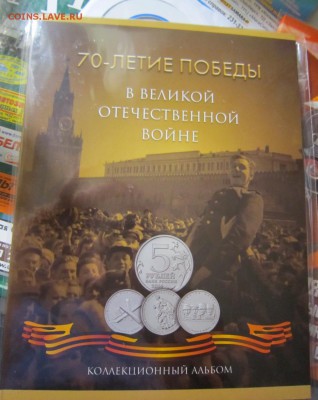 COINS.LAVE.RU
70-ЛЕТИЕ ПОБЕДЫ
В ВЕЛИКОЙ
ОТЕЧЕСТВЕННОЙ
ВОЙНЕ
5
РУБЛЕЙ
КОЛЛЕКЦИОННЫЙ АЛЬБОМ